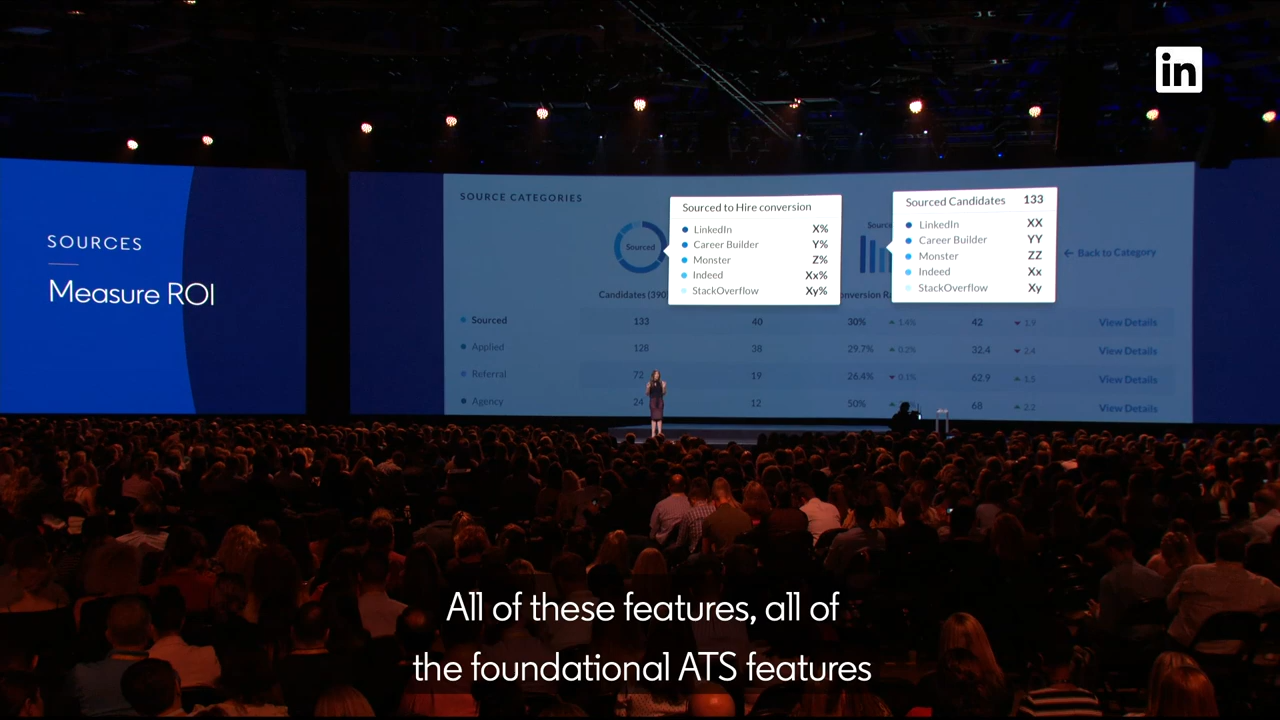 in
SOURCES
Measure ROI
SOURCE CATEGORIES
Sourced
Sourced to Hire conversion
LinkedIn X%
Career Builder Y%
Monster Z%
Indeed Xx%
StackOverflow Xy%
Sourced Candidates 133
LinkedIn XX
Career Builder YY
Monster ZZ
Indeed Xx
StackOverflow Xy
← Back to Category
Candidates (390
Sourced 133 40 30% 1.4% 42 1.9 View Details
Applied 128 38 29.7% 0.2% 32.4 2.4 View Details
Referral 72 19 26.4% 0.1% 62.9 1.5 View Details
Agency 24 12 50% 68 2.2 View Details
All of these features, all of
the foundational ATS features